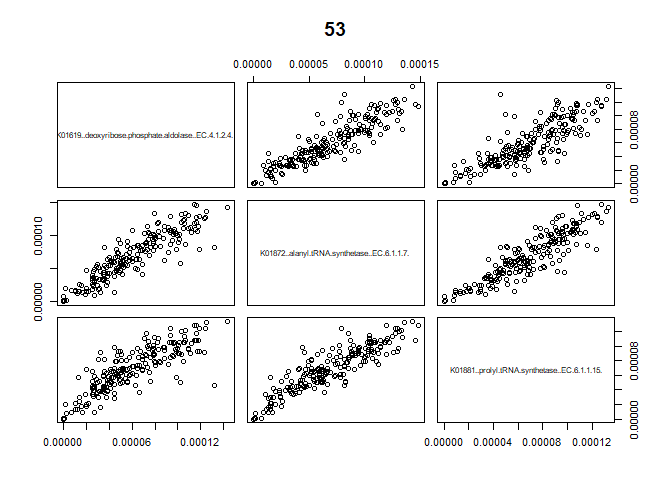 53
0.00000 0.00005 0.00010 0.00015
K01619..deoxyribose.phosphate.aldolase..EC.4.1.2.4.
0.00000 0.00008
0.00000 0.00010
K01872..alanyl.tRNA.synthetase..EC.6.1.1.7.
K01881..prolyl.tRNA.synthetase..EC.6.1.1.15.
0.00000 0.00008
0.00000 0.00006 0.00012
0.00000 0.00004 0.00008 0.00012